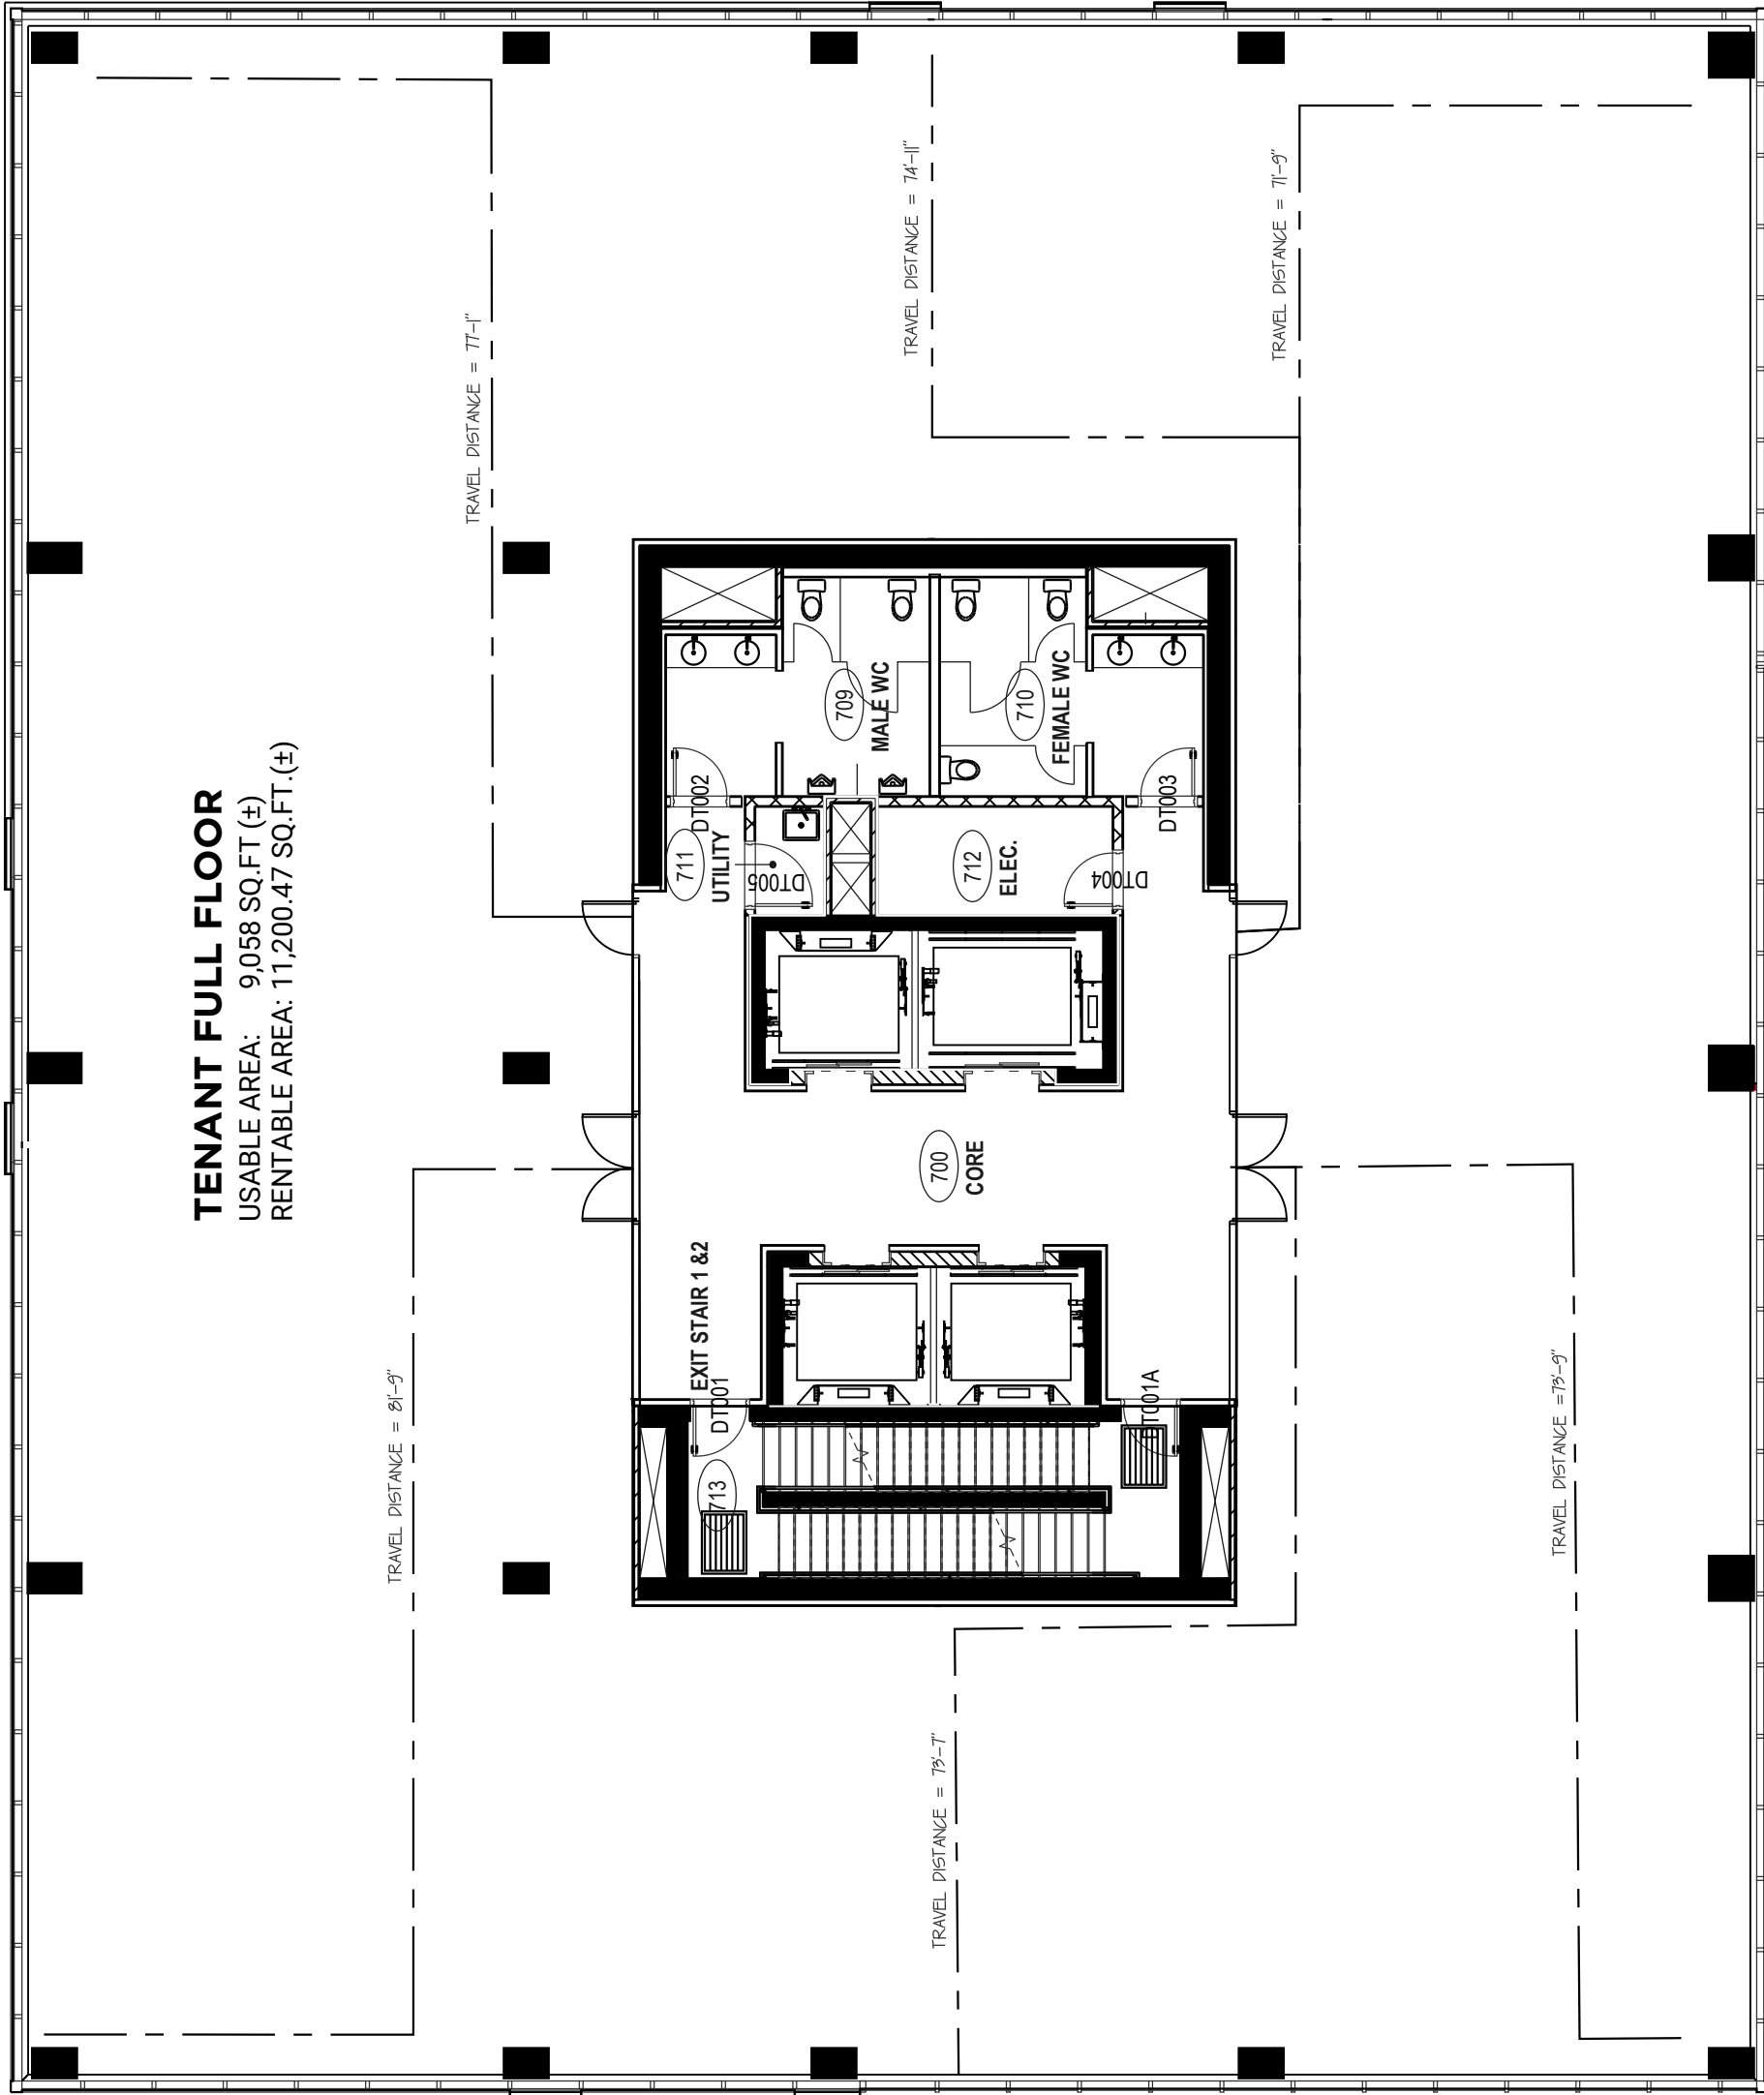 TENANT FULL FLOOR
USABLE AREA: 9,058 SQ.FT (±)
RENTABLE AREA: 11,200.47 SQ.FT.(±)
TRAVEL DISTANCE = 81'-9"
TRAVEL DISTANCE = 77'-1"
EXIT STAIR 1 &2
DT001
713
711
UTILITY
DT002
DT005
709
MALE WC
700
CORE
712
ELEC.
710
FEMALE WC
DT004
DT003
DT001A
TRAVEL DISTANCE = 73'-7"
TRAVEL DISTANCE = 74'-11"
TRAVEL DISTANCE = 71'-9"
TRAVEL DISTANCE =73'-9"